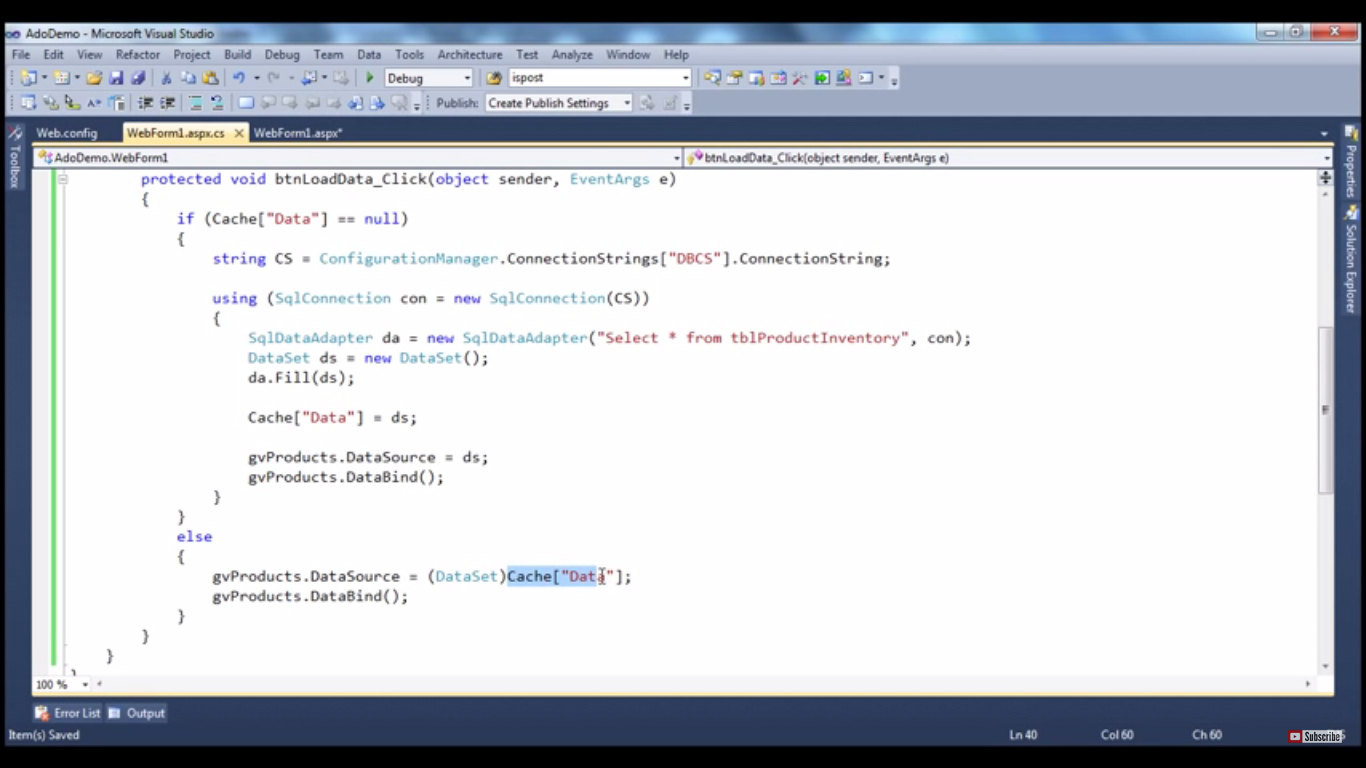 AdoDemo - Microsoft Visual Studio
File Edit View Refactor Project Build Debug Team Data Tools Architecture Test Analyze Window Help
Debug ispost
Publish: Create Publish Settings
Web.config WebForm1.aspx.cs WebForm1.aspx*
AdoDemo.WebForm1 btnLoadData_Click(object sender, EventArgs e)
Toolbox
Properties
Solution Explorer
protected void btnLoadData_Click(object sender, EventArgs e)
{
if (Cache["Data"] == null)
{
string CS = ConfigurationManager.ConnectionStrings["DBCS"].ConnectionString;
using (SqlConnection con = new SqlConnection(CS))
{
SqlDataAdapter da = new SqlDataAdapter("Select * from tblProductInventory", con);
DataSet ds = new DataSet();
da.Fill(ds);
Cache["Data"] = ds;
gvProducts.DataSource = ds;
gvProducts.DataBind();
}
}
else
{
gvProducts.DataSource = (DataSet)Cache["Data"];
gvProducts.DataBind();
}
}
}
100 %
Error List Output
Item(s) Saved Ln 40 Col 60 Ch 60 Subscribe